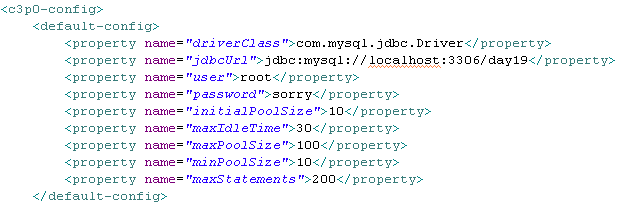 <c3p0-config>
<default-config>
<property name="driverClass">com.mysql.jdbc.Driver</property>
<property name="jdbcUrl">jdbc:mysql://localhost:3306/day19</property>
<property name="user">root</property>
<property name="password">sorry</property>
<property name="initialPoolSize">10</property>
<property name="maxIdleTime">30</property>
<property name="maxPoolSize">100</property>
<property name="minPoolSize">10</property>
<property name="maxStatements">200</property>
</default-config>